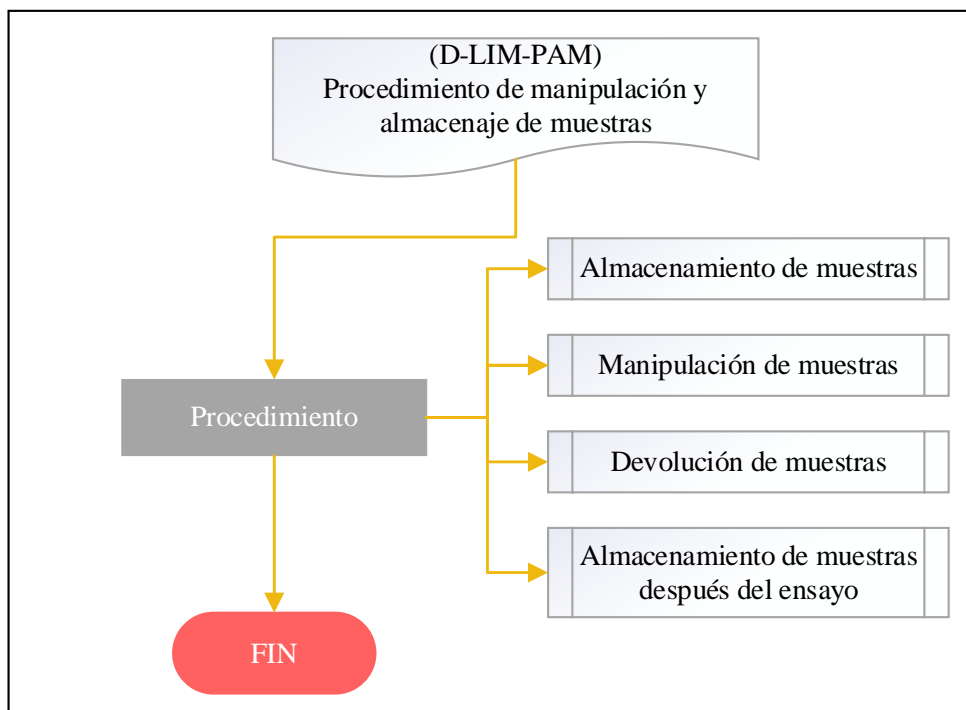 (D-LIM-PAM)
Procedimiento de manipulación y
almacenaje de muestras
Almacenamiento de muestras
Manipulación de muestras
Procedimiento
Devolución de muestras
Almacenamiento de muestras
después del ensayo
FIN